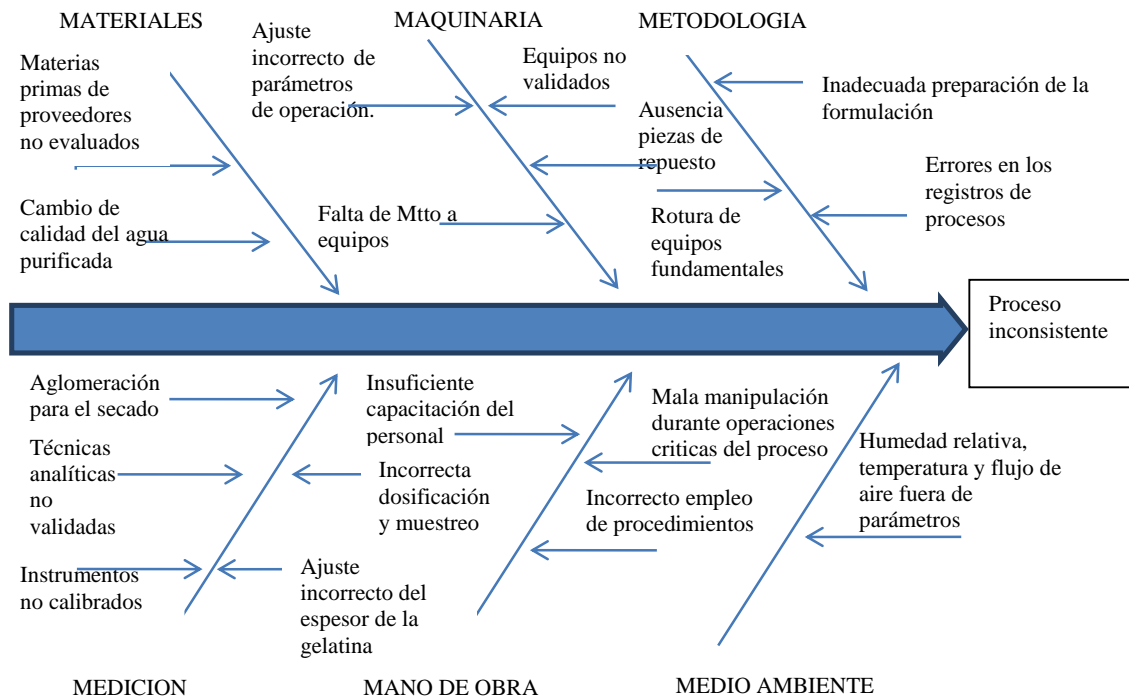 MATERIALES
MAQUINARIA
METODOLOGIA
Materias
primas de
proveedores
no evaluados
Cambio de
calidad del agua
purificada
Ajuste
incorrecto de
parámetros
de operación.
Equipos no
validados
Falta de Mtto a
equipos
Ausencia
piezas de
repuesto
Rotura de
equipos
fundamentales
Inadecuada preparación de la
formulación
Errores en los
registros de
procesos
Proceso
inconsistente
Aglomeración
para el secado
Técnicas
analíticas
no
validadas
Instrumentos
no calibrados
Incorrecta
dosificación
y muestreo
Ajuste
incorrecto del
espesor de la
gelatina
Insuficiente
capacitación del
personal
Mala manipulación
durante operaciones
criticas del proceso
Incorrecto empleo
de procedimientos
Humedad relativa,
temperatura y flujo de
aire fuera de
parámetros
MEDICION
MANO DE OBRA
MEDIO AMBIENTE